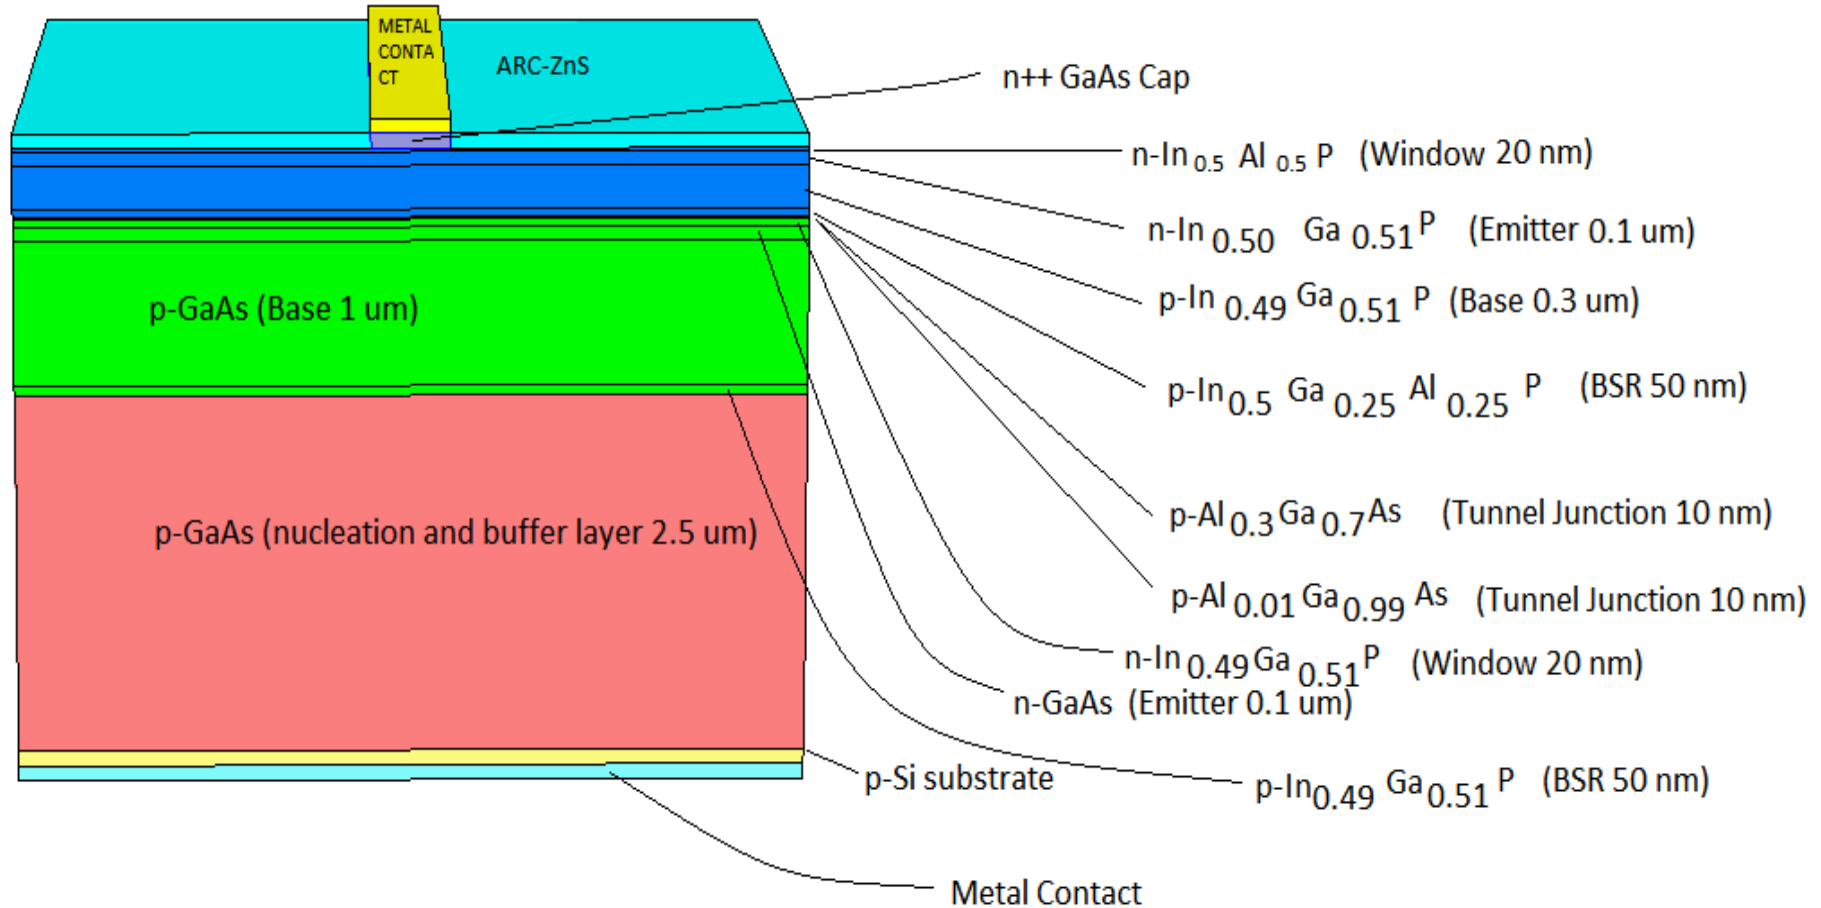 METAL
CONTA
CT
ARC-ZnS
n++ GaAs Cap
n-In 0.5 Al 0.5 P (Window 20 nm)
n-In 0.50 Ga 0.51 P (Emitter 0.1 um)
p-In 0.49 Ga 0.51 P (Base 0.3 um)
p-GaAs (Base 1 um)
p-In 0.5 Ga 0.25 Al 0.25 P (BSR 50 nm)
p-Al 0.3 Ga 0.7 As (Tunnel Junction 10 nm)
p-GaAs (nucleation and buffer layer 2.5 um)
p-Al 0.01 Ga 0.99 As (Tunnel Junction 10 nm)
n-In 0.49 Ga 0.51 P (Window 20 nm)
n-GaAs (Emitter 0.1 um)
p-Si substrate
p-In 0.49 Ga 0.51 P (BSR 50 nm)
Metal Contact